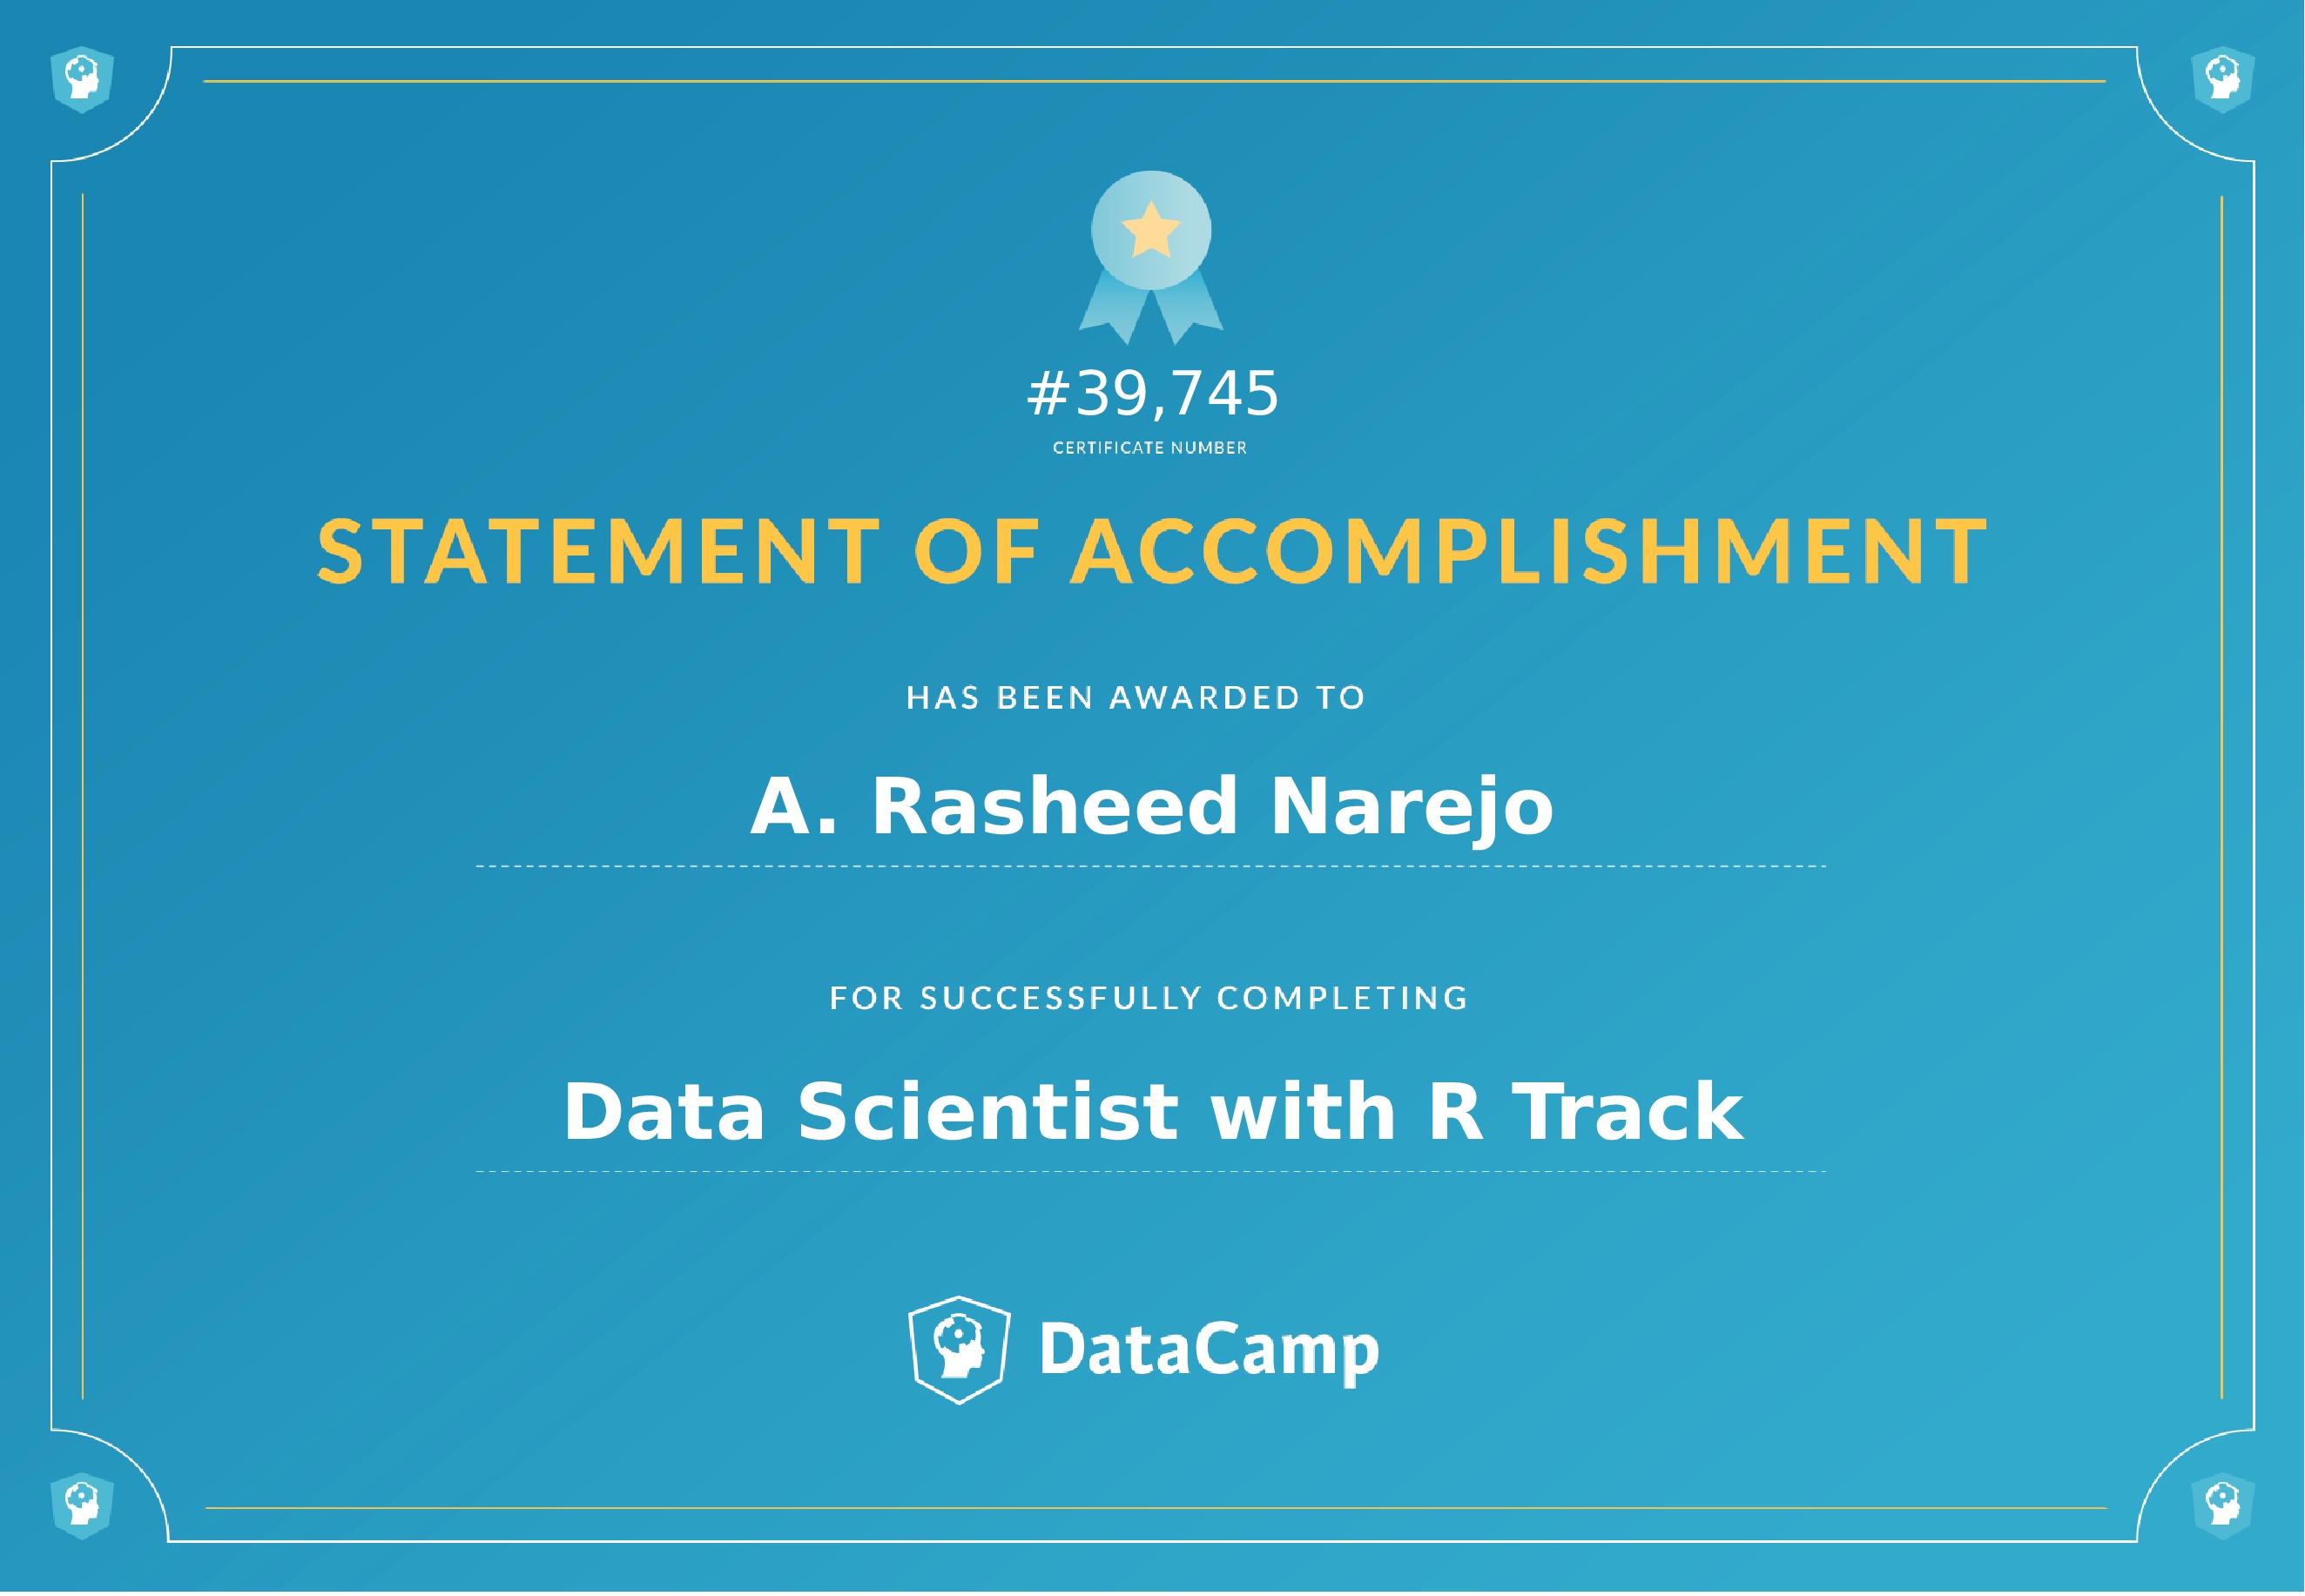 #39,745
CERTIFICATE NUMBER
STATEMENT OF ACCOMPLISHMENT
HAS BEEN AWARDED TO
A. Rasheed Narejo
FOR SUCCESSFULLY COMPLETING
Data Scientist with R Track
DataCamp